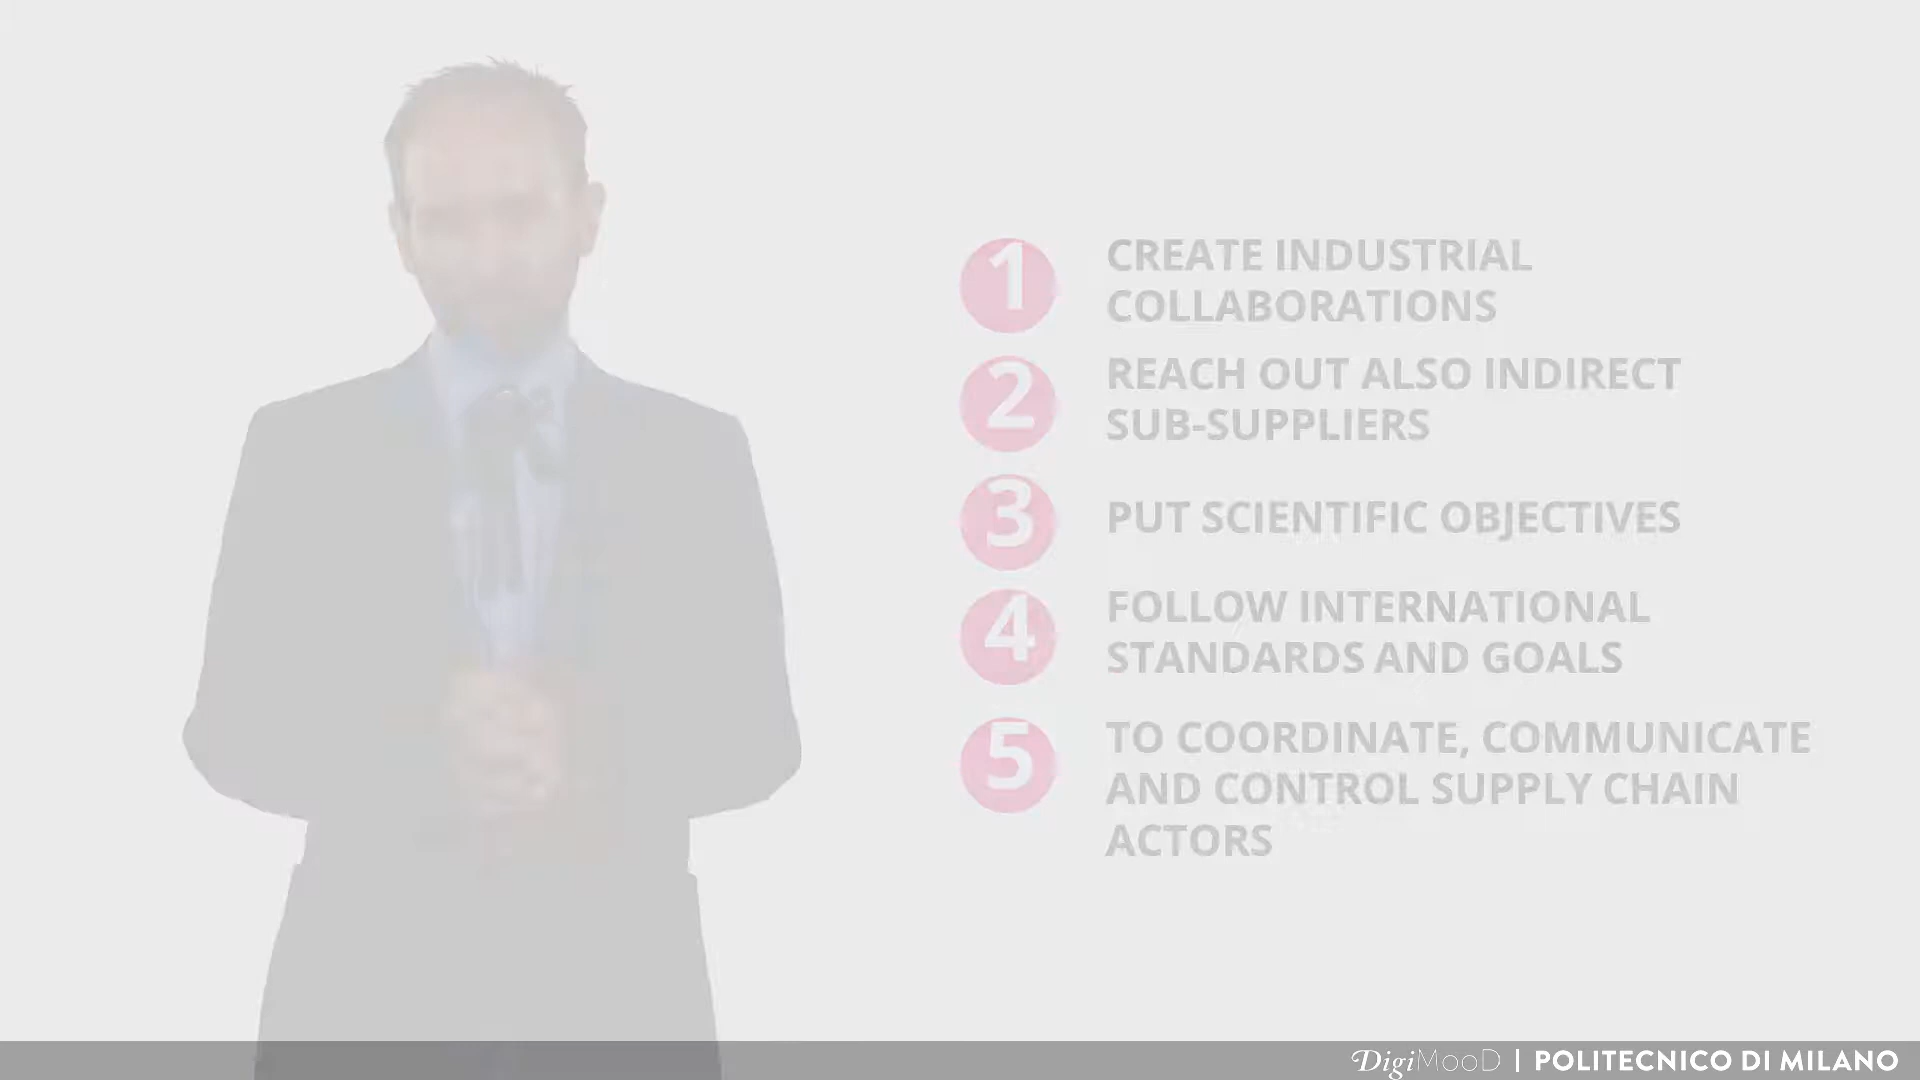 1
CREATE INDUSTRIAL
COLLABORATIONS
2
REACH OUT ALSO INDIRECT
SUB-SUPPLIERS
3
PUT SCIENTIFIC OBJECTIVES
4
FOLLOW INTERNATIONAL
STANDARDS AND GOALS
5
TO COORDINATE, COMMUNICATE
AND CONTROL SUPPLY CHAIN
ACTORS
DigiMooD | POLITECNICO DI MILANO